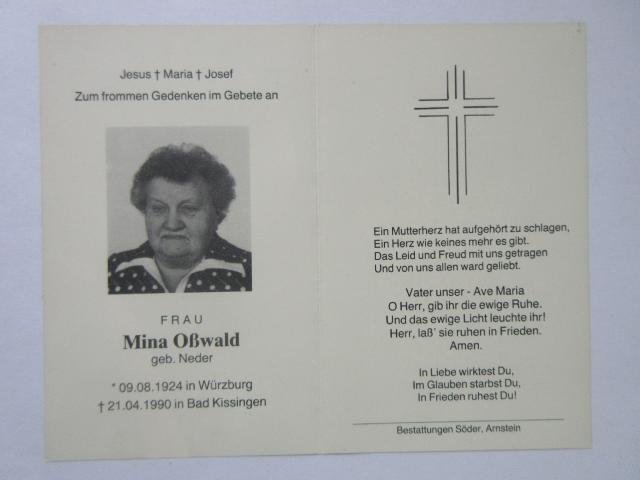 Jesus † Maria † Josef
Zum frommen Gedenken im Gebete an
FRAU
Mina Oßwald
geb. Neder
* 09.08.1924 in Würzburg
† 21.04.1990 in Bad Kissingen
Ein Mutterherz hat aufgehört zu schlagen,
Ein Herz wie keines mehr es gibt.
Das Leid und Freud mit uns getragen
Und von uns allen ward geliebt.
Vater unser - Ave Maria
O Herr, gib ihr die ewige Ruhe.
Und das ewige Licht leuchte ihr!
Herr, laß' sie ruhen in Frieden.
Amen.
In Liebe wirktest Du,
Im Glauben starbst Du,
In Frieden ruhest Du!
Bestattungen Söder, Arnstein